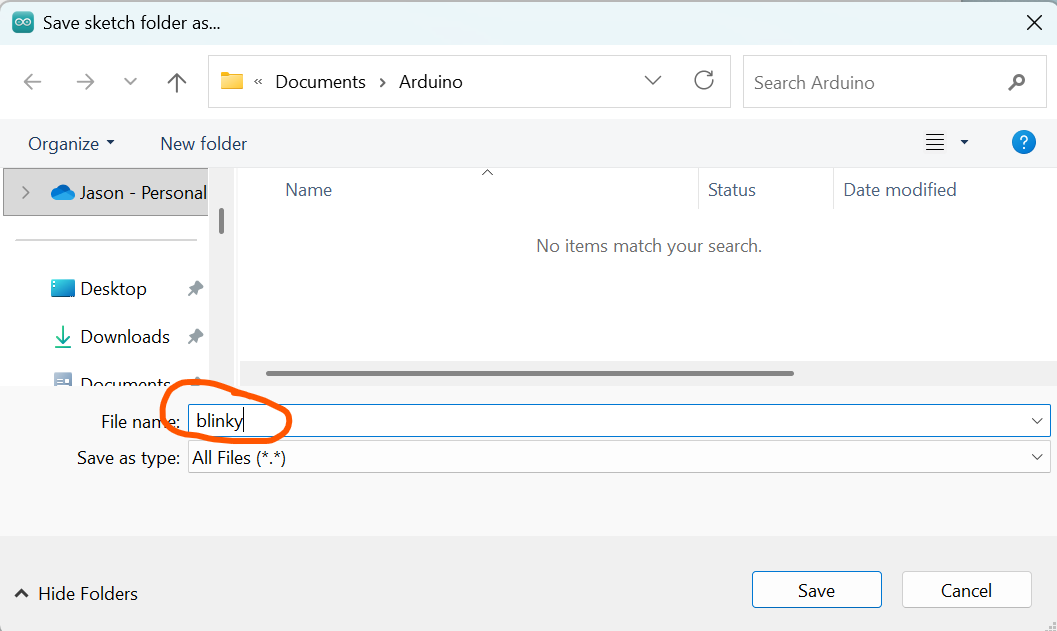 Save sketch folder as...
« Documents > Arduino
Search Arduino
Organize
New folder
?
Jason - Personal
Name
Status
Date modified
No items match your search.
Desktop
Downloads
Documents
File name: blinky
Save as type: All Files (*.*)
Hide Folders
Save
Cancel